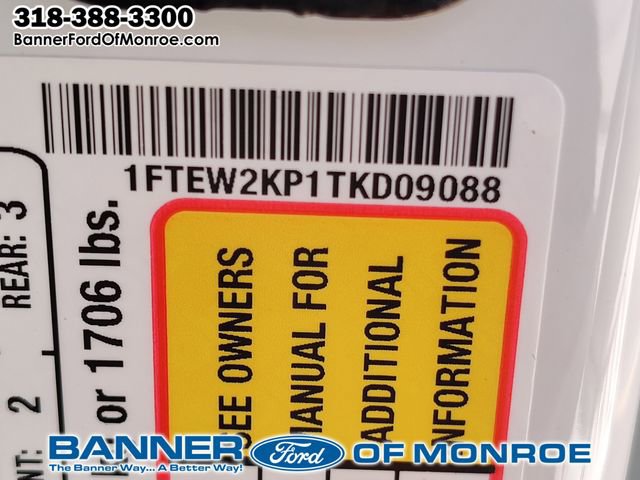 318-388-3300
BannerFordOfMonroe.com
1FTEW2KP1TKD09088
REAR: 3
2
or 1706 lbs.
SEE OWNERS
MANUAL FOR
ADDITIONAL
INFORMATION
BANNER Ford OF MONROE
The Banner Way... A Better Way!